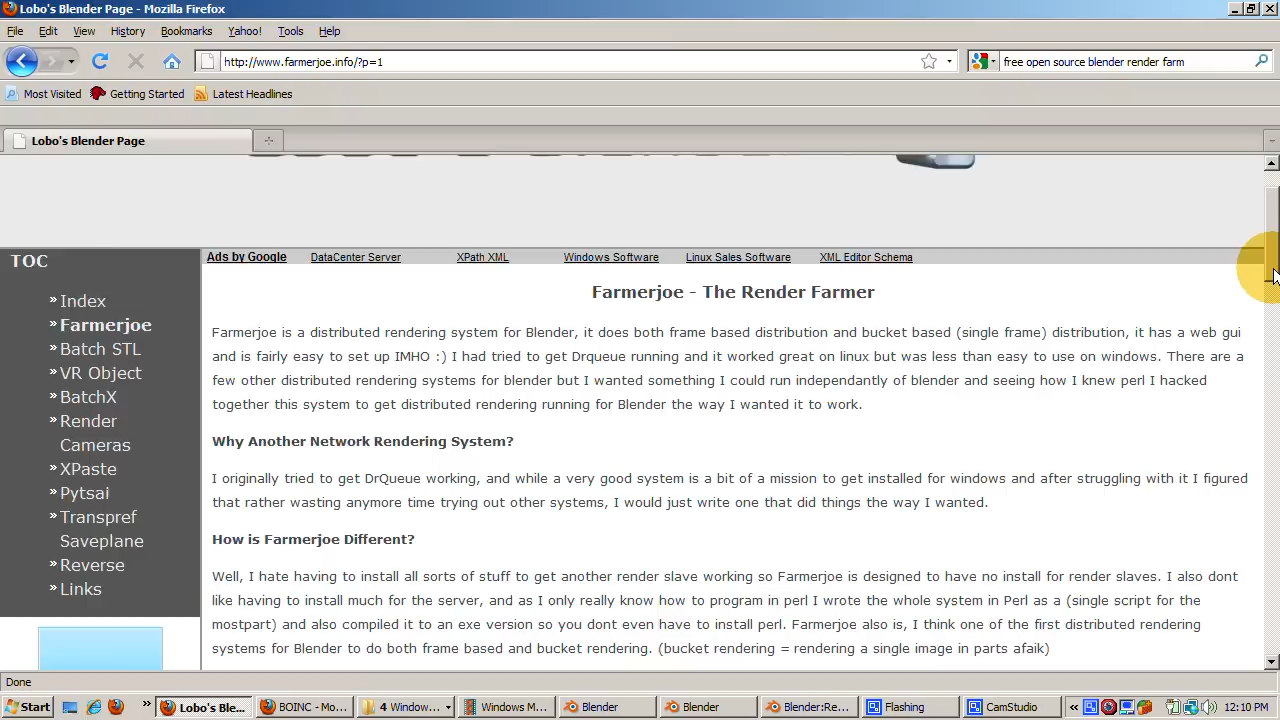 Lobo's Blender Page - Mozilla Firefox
File Edit View History Bookmarks Yahoo! Tools Help
http://www.farmerjoe.info/?p=1
free open source blender render farm
Most Visited Getting Started Latest Headlines
Lobo's Blender Page
TOC
Index
Farmerjoe
Batch STL
VR Object
BatchX
Render
Cameras
XPaste
Pytsai
Transpref
Saveplane
Reverse
Links
Ads by Google DataCenter Server XPath XML Windows Software Linux Sales Software XML Editor Schema
Farmerjoe - The Render Farmer
Farmerjoe is a distributed rendering system for Blender, it does both frame based distribution and bucket based (single frame) distribution, it has a web gui
and is fairly easy to set up IMHO :) I had tried to get Drqueue running and it worked great on linux but was less than easy to use on windows. There are a
few other distributed rendering systems for blender but I wanted something I could run independantly of blender and seeing how I knew perl I hacked
together this system to get distributed rendering running for Blender the way I wanted it to work.
Why Another Network Rendering System?
I originally tried to get DrQueue working, and while a very good system is a bit of a mission to get installed for windows and after struggling with it I figured
that rather wasting anymore time trying out other systems, I would just write one that did things the way I wanted.
How is Farmerjoe Different?
Well, I hate having to install all sorts of stuff to get another render slave working so Farmerjoe is designed to have no install for render slaves. I also dont
like having to install much for the server, and as I only really know how to program in perl I wrote the whole system in Perl as a (single script for the
mostpart) and also compiled it to an exe version so you dont even have to install perl. Farmerjoe also is, I think one of the first distributed rendering
systems for Blender to do both frame based and bucket rendering. (bucket rendering = rendering a single image in parts afaik)
Done
Start Lobo's Ble... BOINC - Mo... 4 Window... Windows M... Blender Blender Blender:Re... Flashing CamStudio 12:10 PM